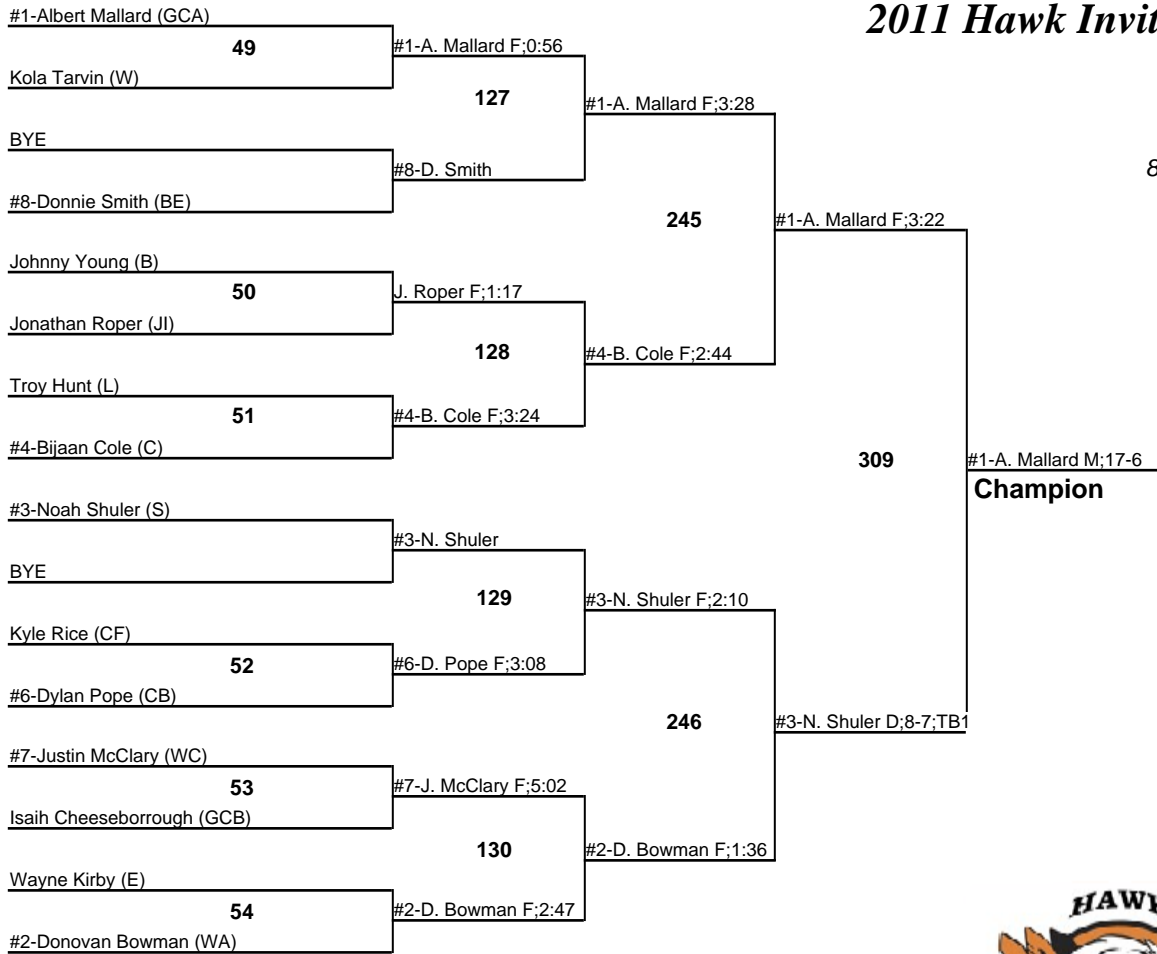 2011 Hawk Invit
8
#1-Albert Mallard (GCA)
49
#1-A. Mallard F;0:56
Kola Tarvin (W)
127
#1-A. Mallard F;3:28
BYE
#8-D. Smith
#8-Donnie Smith (BE)
245
#1-A. Mallard F;3:22
Johnny Young (B)
50
J. Roper F;1:17
Jonathan Roper (JI)
128
#4-B. Cole F;2:44
Troy Hunt (L)
51
#4-B. Cole F;3:24
#4-Bijaan Cole (C)
309
#1-A. Mallard M;17-6
Champion
#3-Noah Shuler (S)
#3-N. Shuler
BYE
129
#3-N. Shuler F;2:10
Kyle Rice (CF)
52
#6-D. Pope F;3:08
#6-Dylan Pope (CB)
246
#3-N. Shuler D;8-7;TB1
#7-Justin McClary (WC)
53
#7-J. McClary F;5:02
Isaih Cheeseborrough (GCB)
130
#2-D. Bowman F;1:36
Wayne Kirby (E)
54
#2-D. Bowman F;2:47
#2-Donovan Bowman (WA)